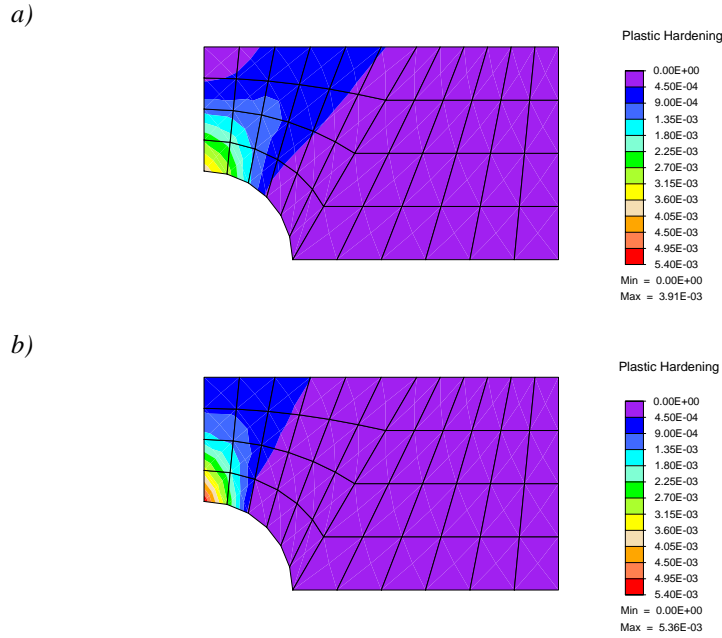 a)
Plastic Hardening
0.00E+00
4.50E-04
9.00E-04
1.35E-03
1.80E-03
2.25E-03
2.70E-03
3.15E-03
3.60E-03
4.05E-03
4.50E-03
4.95E-03
5.40E-03
Min = 0.00E+00
Max = 3.91E-03
b)
Plastic Hardening
0.00E+00
4.50E-04
9.00E-04
1.35E-03
1.80E-03
2.25E-03
2.70E-03
3.15E-03
3.60E-03
4.05E-03
4.50E-03
4.95E-03
5.40E-03
Min = 0.00E+00
Max = 5.36E-03